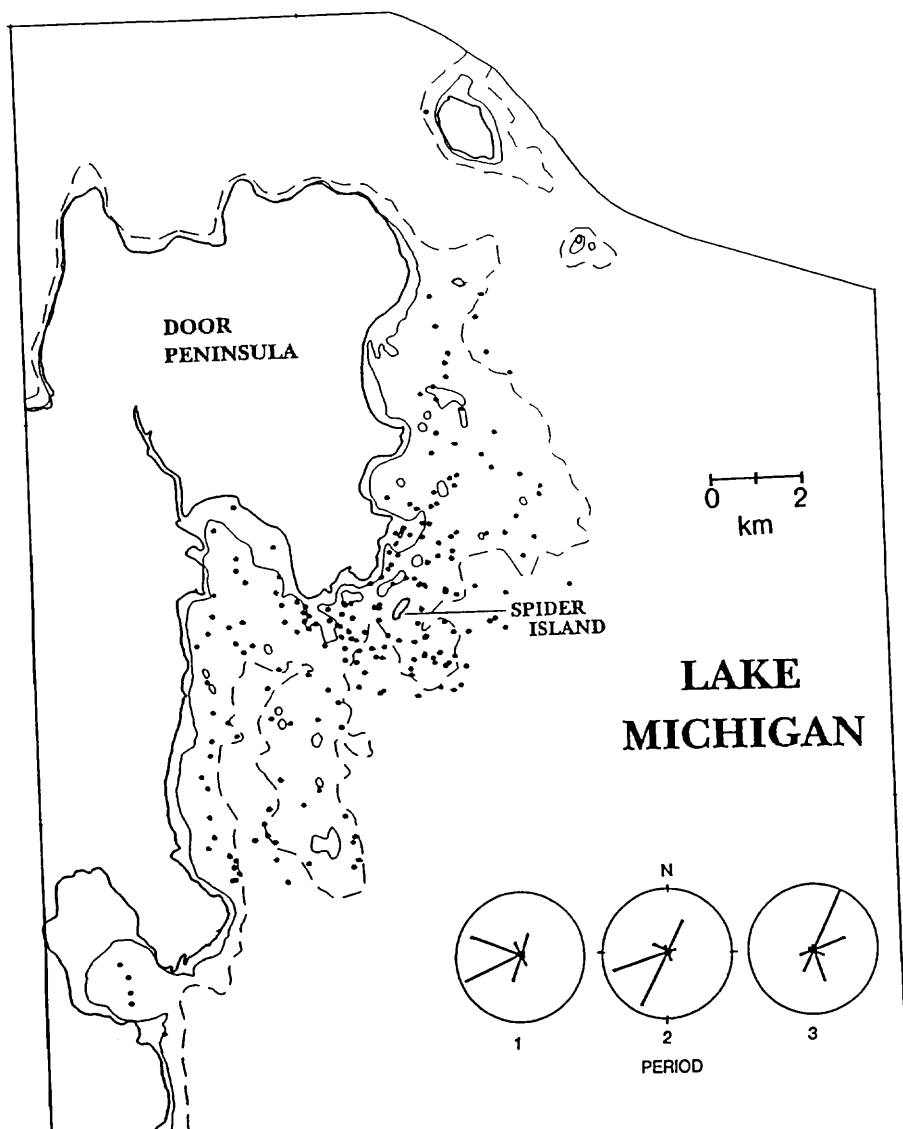 DOOR
PENINSULA
0 2
km
SPIDER
ISLAND
LAKE
MICHIGAN
N
1 2 3
PERIOD